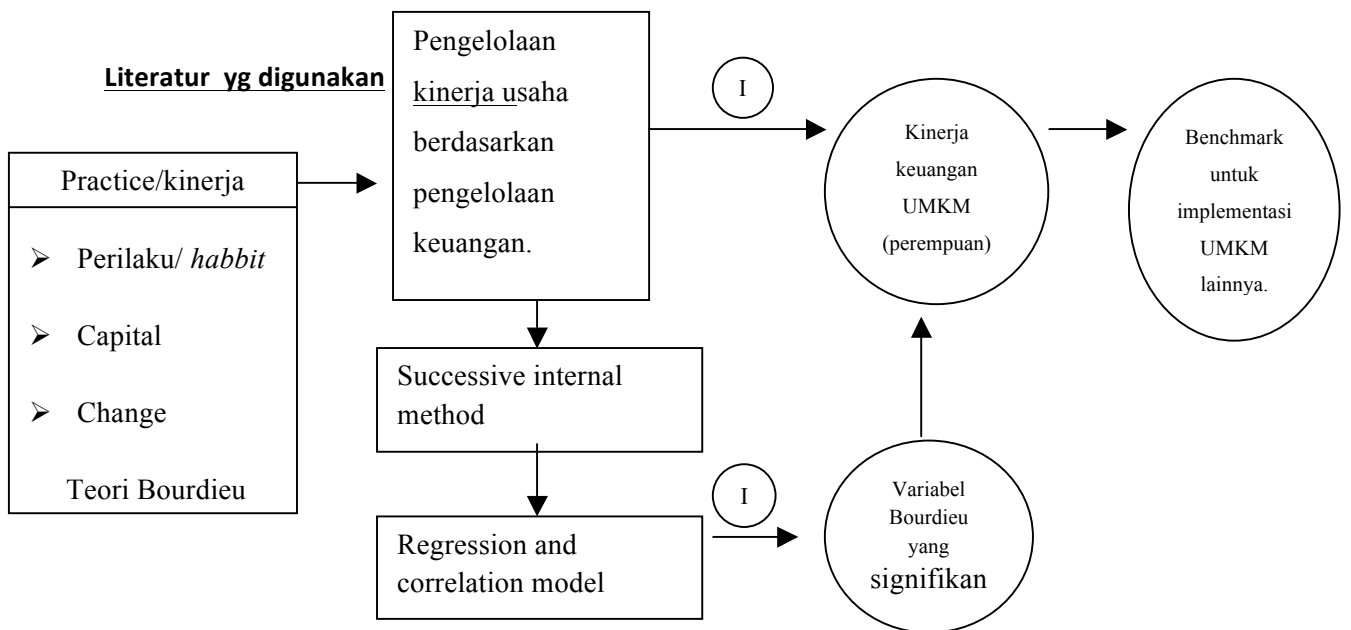 Literatur yg digunakan
Practice/kinerja
➢ Perilaku/ habbit
➢ Capital
➢ Change
Teori Bourdieu
Pengelolaan
kinerja usaha
berdasarkan
pengelolaan
keuangan.
Successive internal
method
Regression and
correlation model
I
I
Kinerja
keuangan
UMKM
(perempuan)
Variabel
Bourdieu
yang
signifikan
Benchmark
untuk
implementasi
UMKM
lainnya.